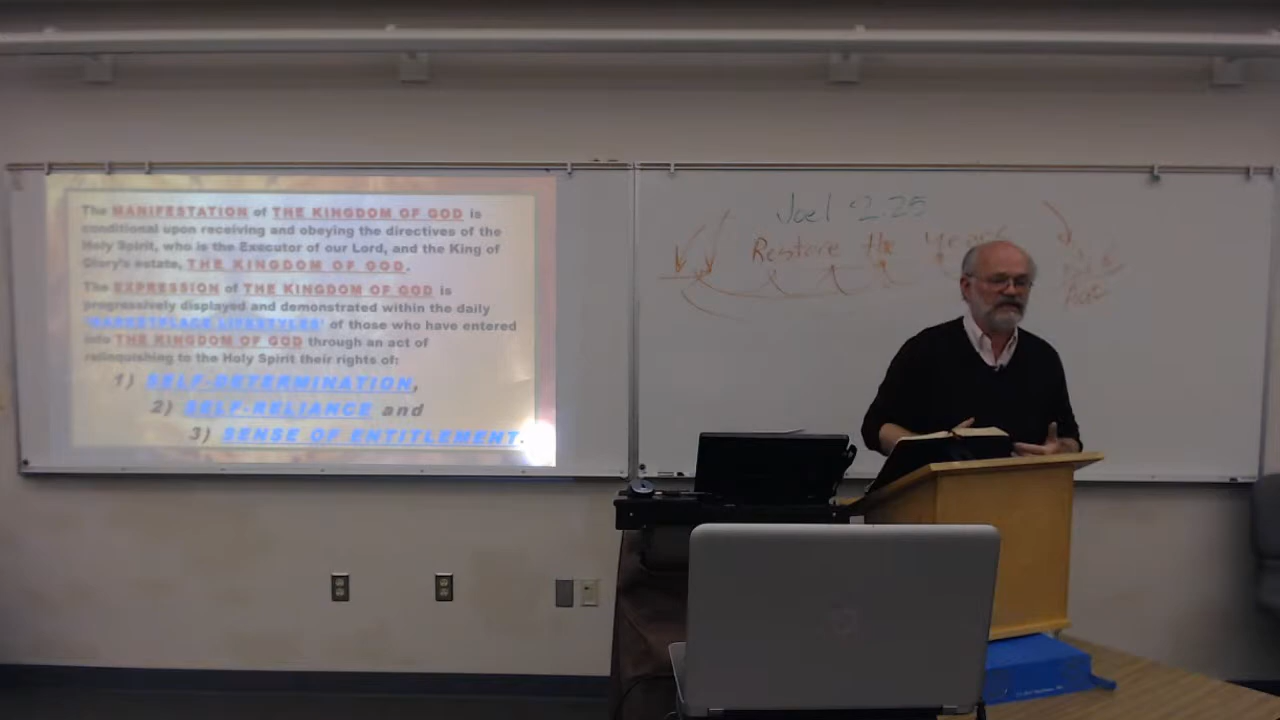 The MANIFESTATION of THE KINGDOM OF GOD is
conditional upon receiving and obeying the directives of the
Holy Spirit, who is the Executor of our Lord, and the King of
Glory's estate, THE KINGDOM OF GOD.
The EXPRESSION of THE KINGDOM OF GOD is
progressively displayed and demonstrated within the daily
'MARKETPLACE LIFESTYLES' of those who have entered
into THE KINGDOM OF GOD through an act of
relinquishing to the Holy Spirit their rights of:
1) SELF-DETERMINATION,
2) SELF-RELIANCE and
3) SENSE OF ENTITLEMENT.
Joel 2.25
Restore the years